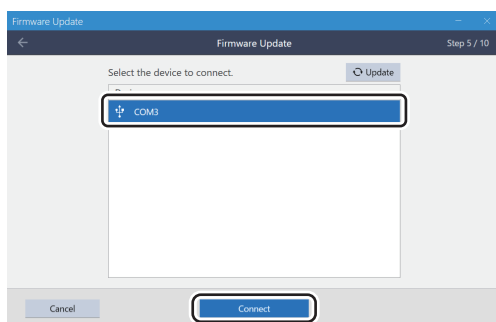 Firmware Update
Firmware Update
Step 5 / 10
Select the device to connect.
Update
COM3
Cancel
Connect